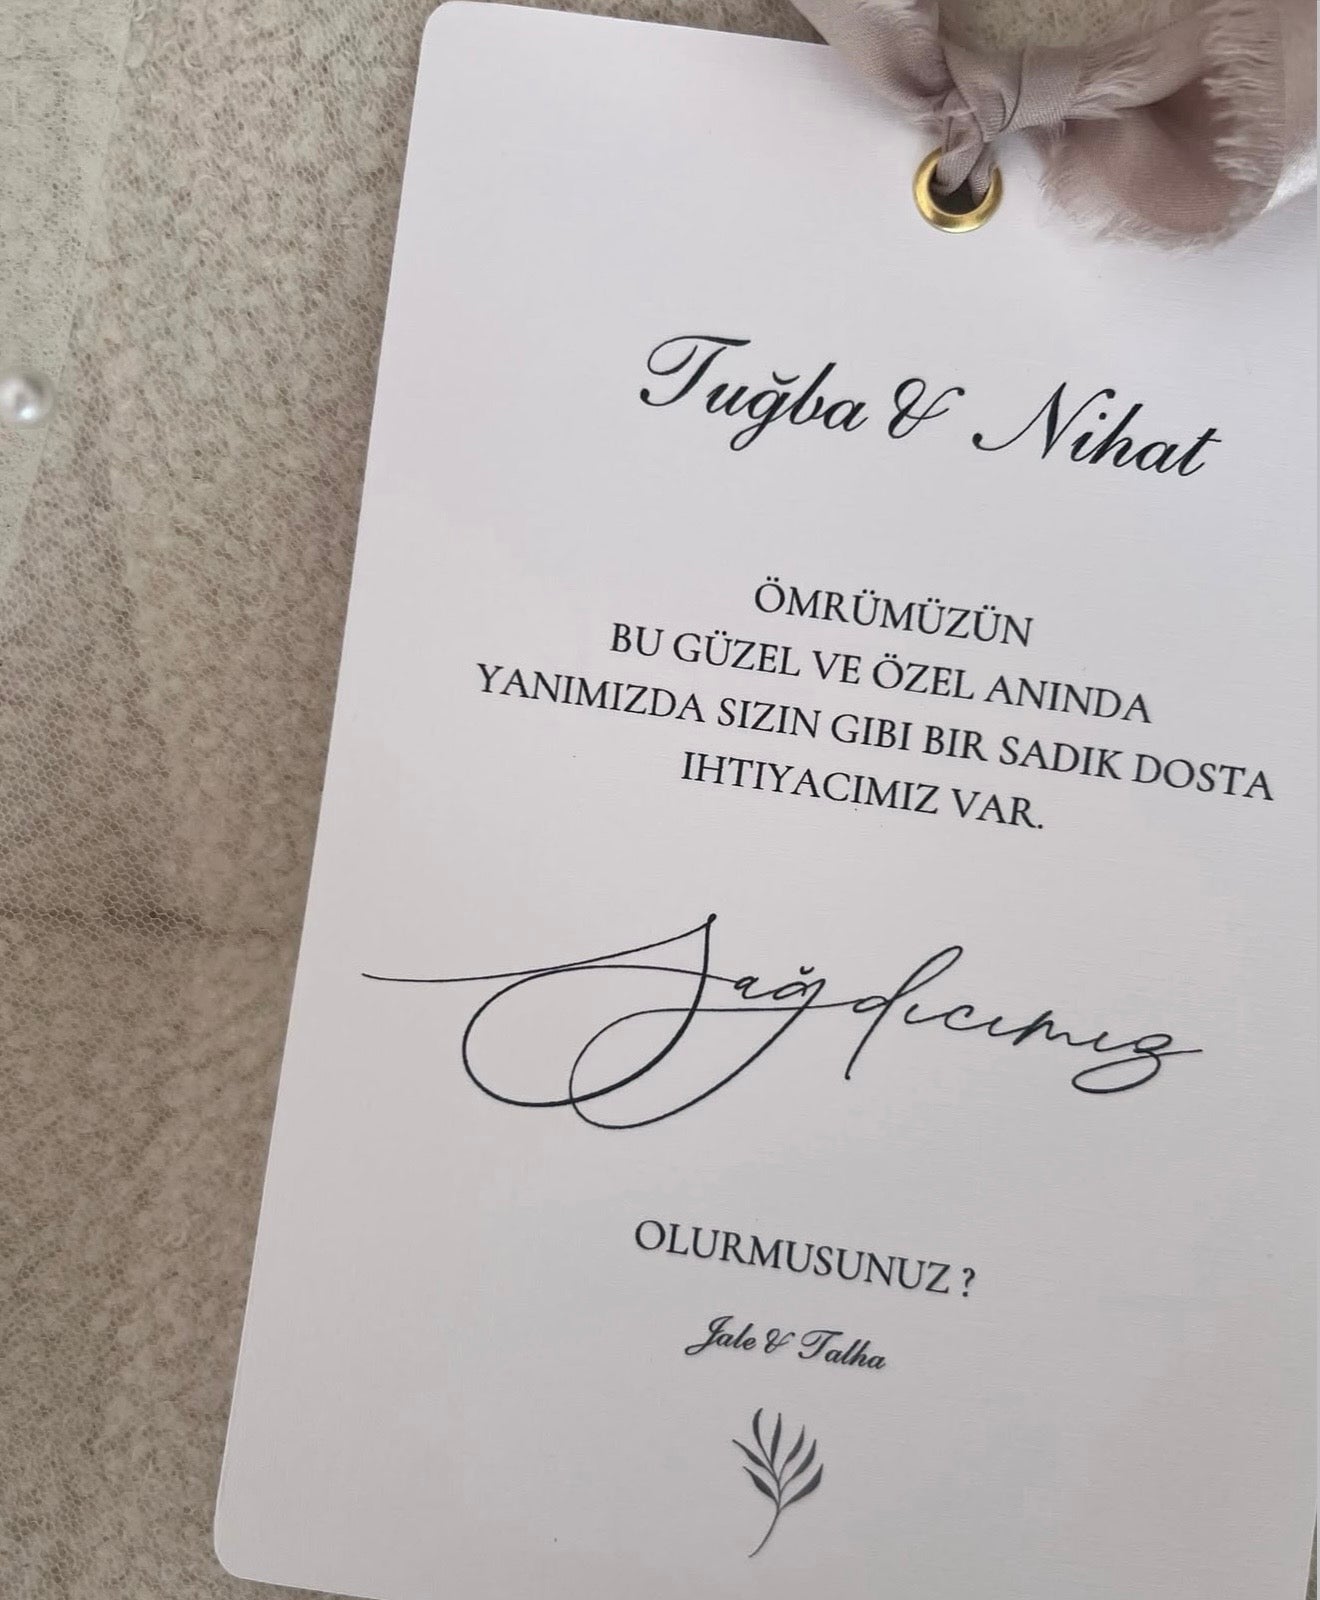 Tuğba & Nihat
ÖMRÜMÜZÜN
BU GÜZEL VE ÖZEL ANINDA
YANIMIZDA SIZIN GIBI BIR SADIK DOSTA
IHTIYACIMIZ VAR.
Sağdıcımız
OLURMUSUNUZ ?
Jale & Talha